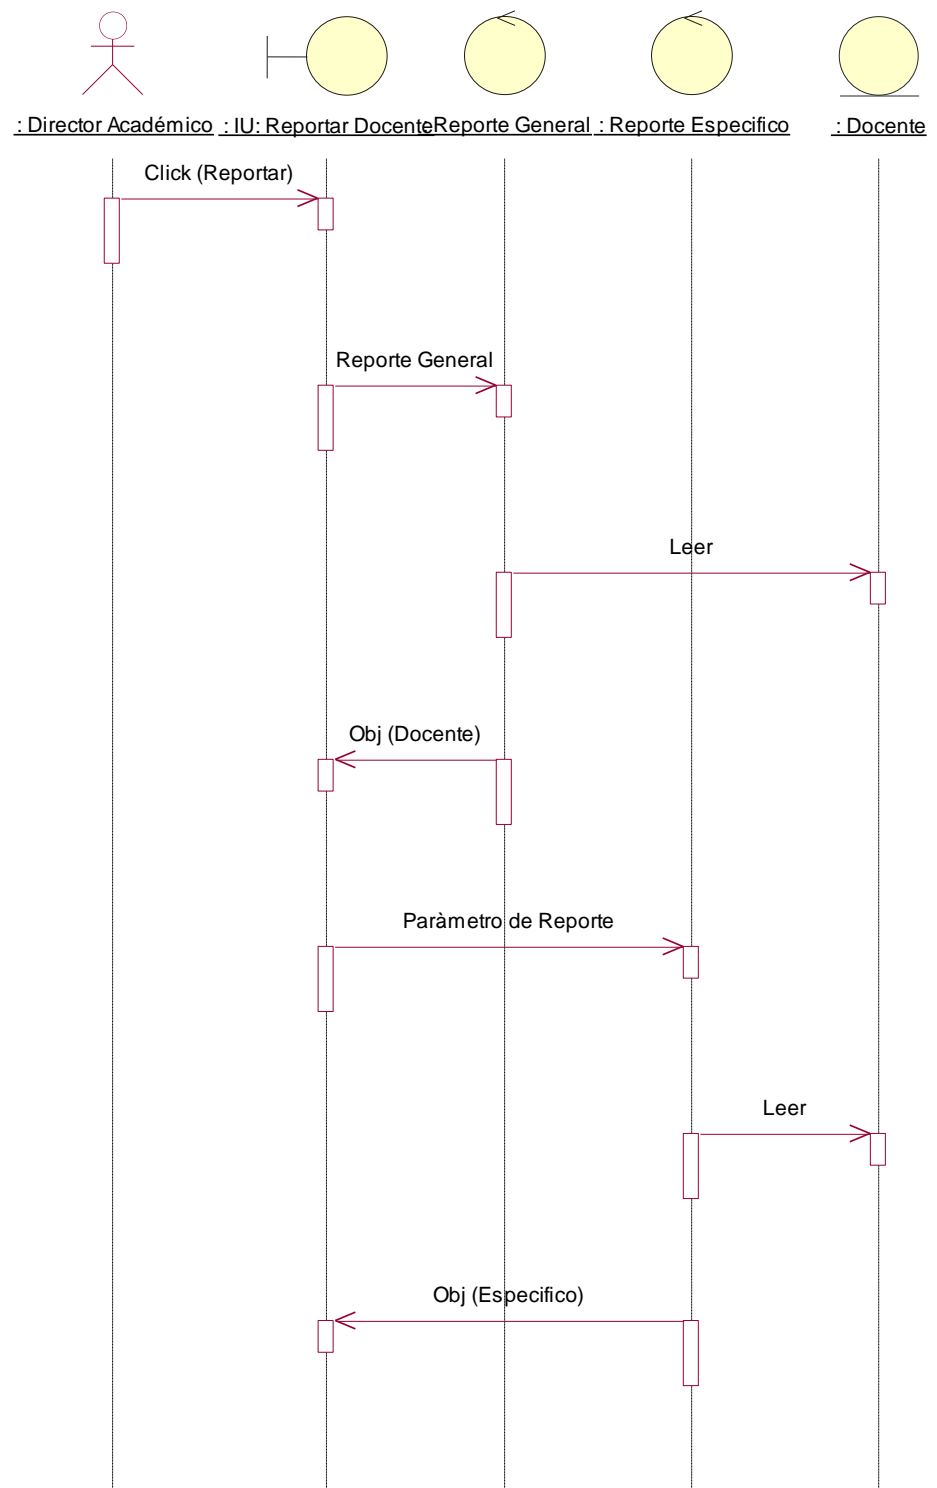 : Director Académico
: IU: Reportar Docente
: Reporte General
: Reporte Especifico
: Docente
Click (Reportar)
Reporte General
Leer
Obj (Docente)
Paràmetro de Reporte
Leer
Obj (Especifico)